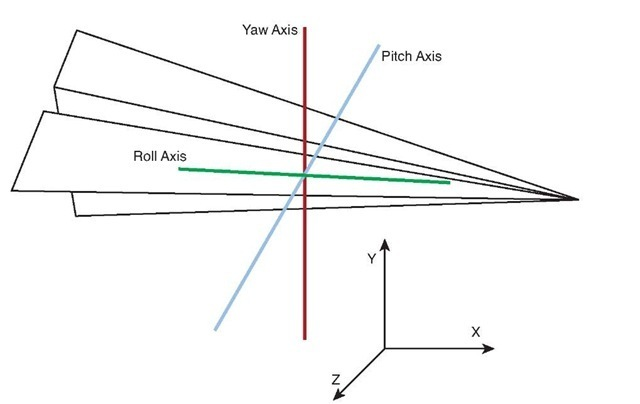 Yaw Axis
Pitch Axis
Roll Axis
Y
X
Z